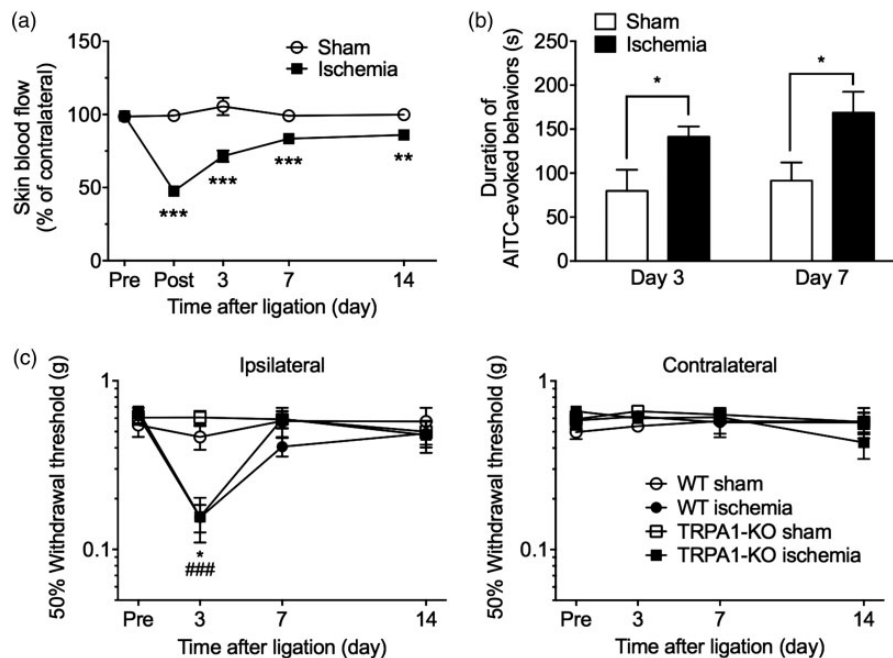 (a)
Sham
Ischemia
Skin blood flow
(% of contralateral)
150
100
50
0
***
***
***
**
Pre Post 3 7 14
Time after ligation (day)
(b)
Sham
Ischemia
Duration of
AITC-evoked behaviors (s)
250
200
150
100
50
0
*
*
Day 3 Day 7
(c)
Ipsilateral
50% Withdrawal threshold (g)
1
0.1
*
###
Pre 3 7 14
Time after ligation (day)
Contralateral
50% Withdrawal threshold (g)
1
0.1
WT sham
WT ischemia
TRPA1-KO sham
TRPA1-KO ischemia
Pre 3 7 14
Time after ligation (day)